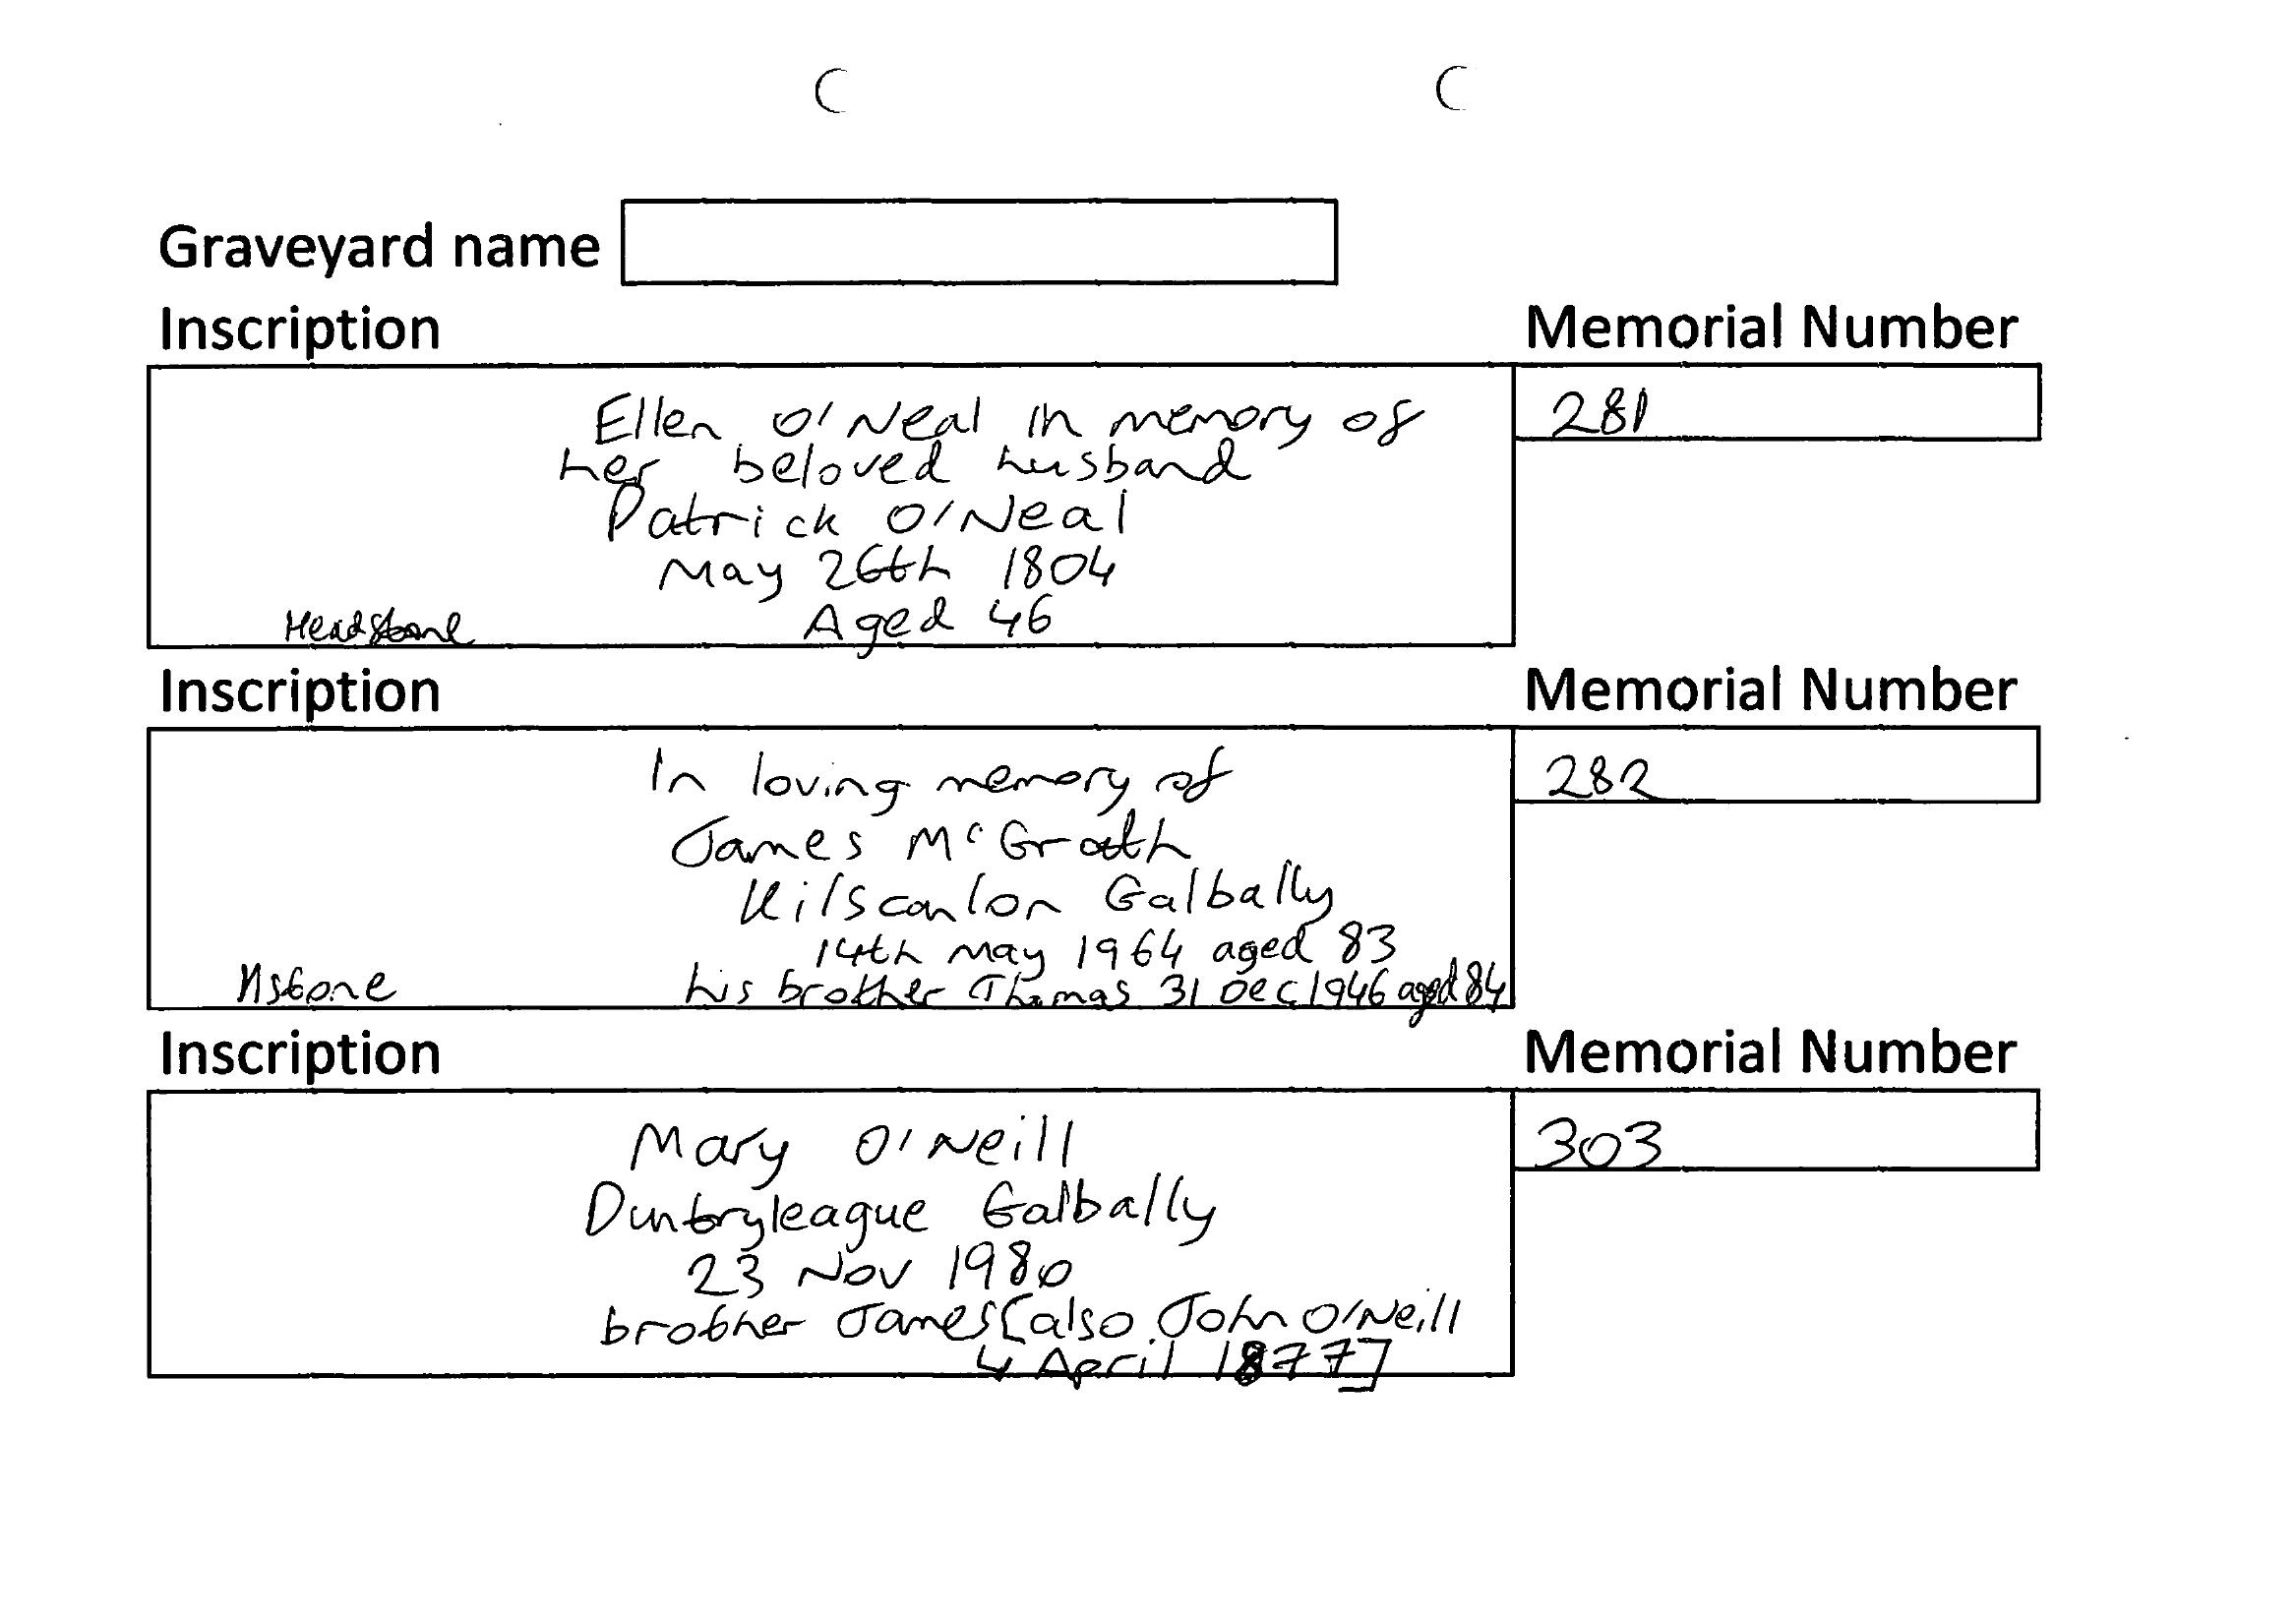 Graveyard name
Inscription Memorial Number
Ellen O'Neal In memory of 281
her beloved husband
Patrick O'Neal
May 26th 1804
Headstone Aged 46
Inscription Memorial Number
In loving memory of 282
James McGrath
Kilscanlon Galbally
14th May 1964 aged 83
Hstone his brother Thomas 31 Dec 1946 aged 84
Inscription Memorial Number
Mary O'Neill 303
Duntryleague Galbally
23 Nov 1980
brother James [also John O'Neill
4 April 1877]